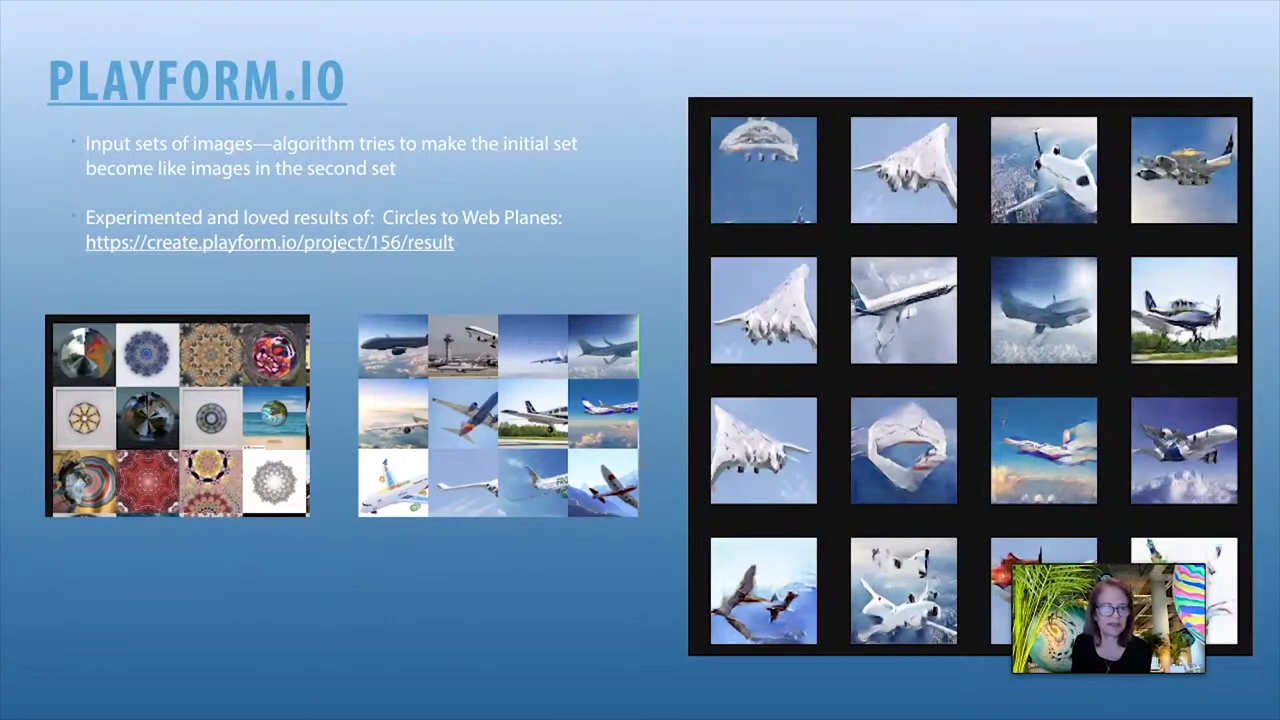 PLAYFORM.IO
Input sets of images—algorithm tries to make the initial set
become like images in the second set
Experimented and loved results of: Circles to Web Planes:
https://create.playform.io/project/156/result